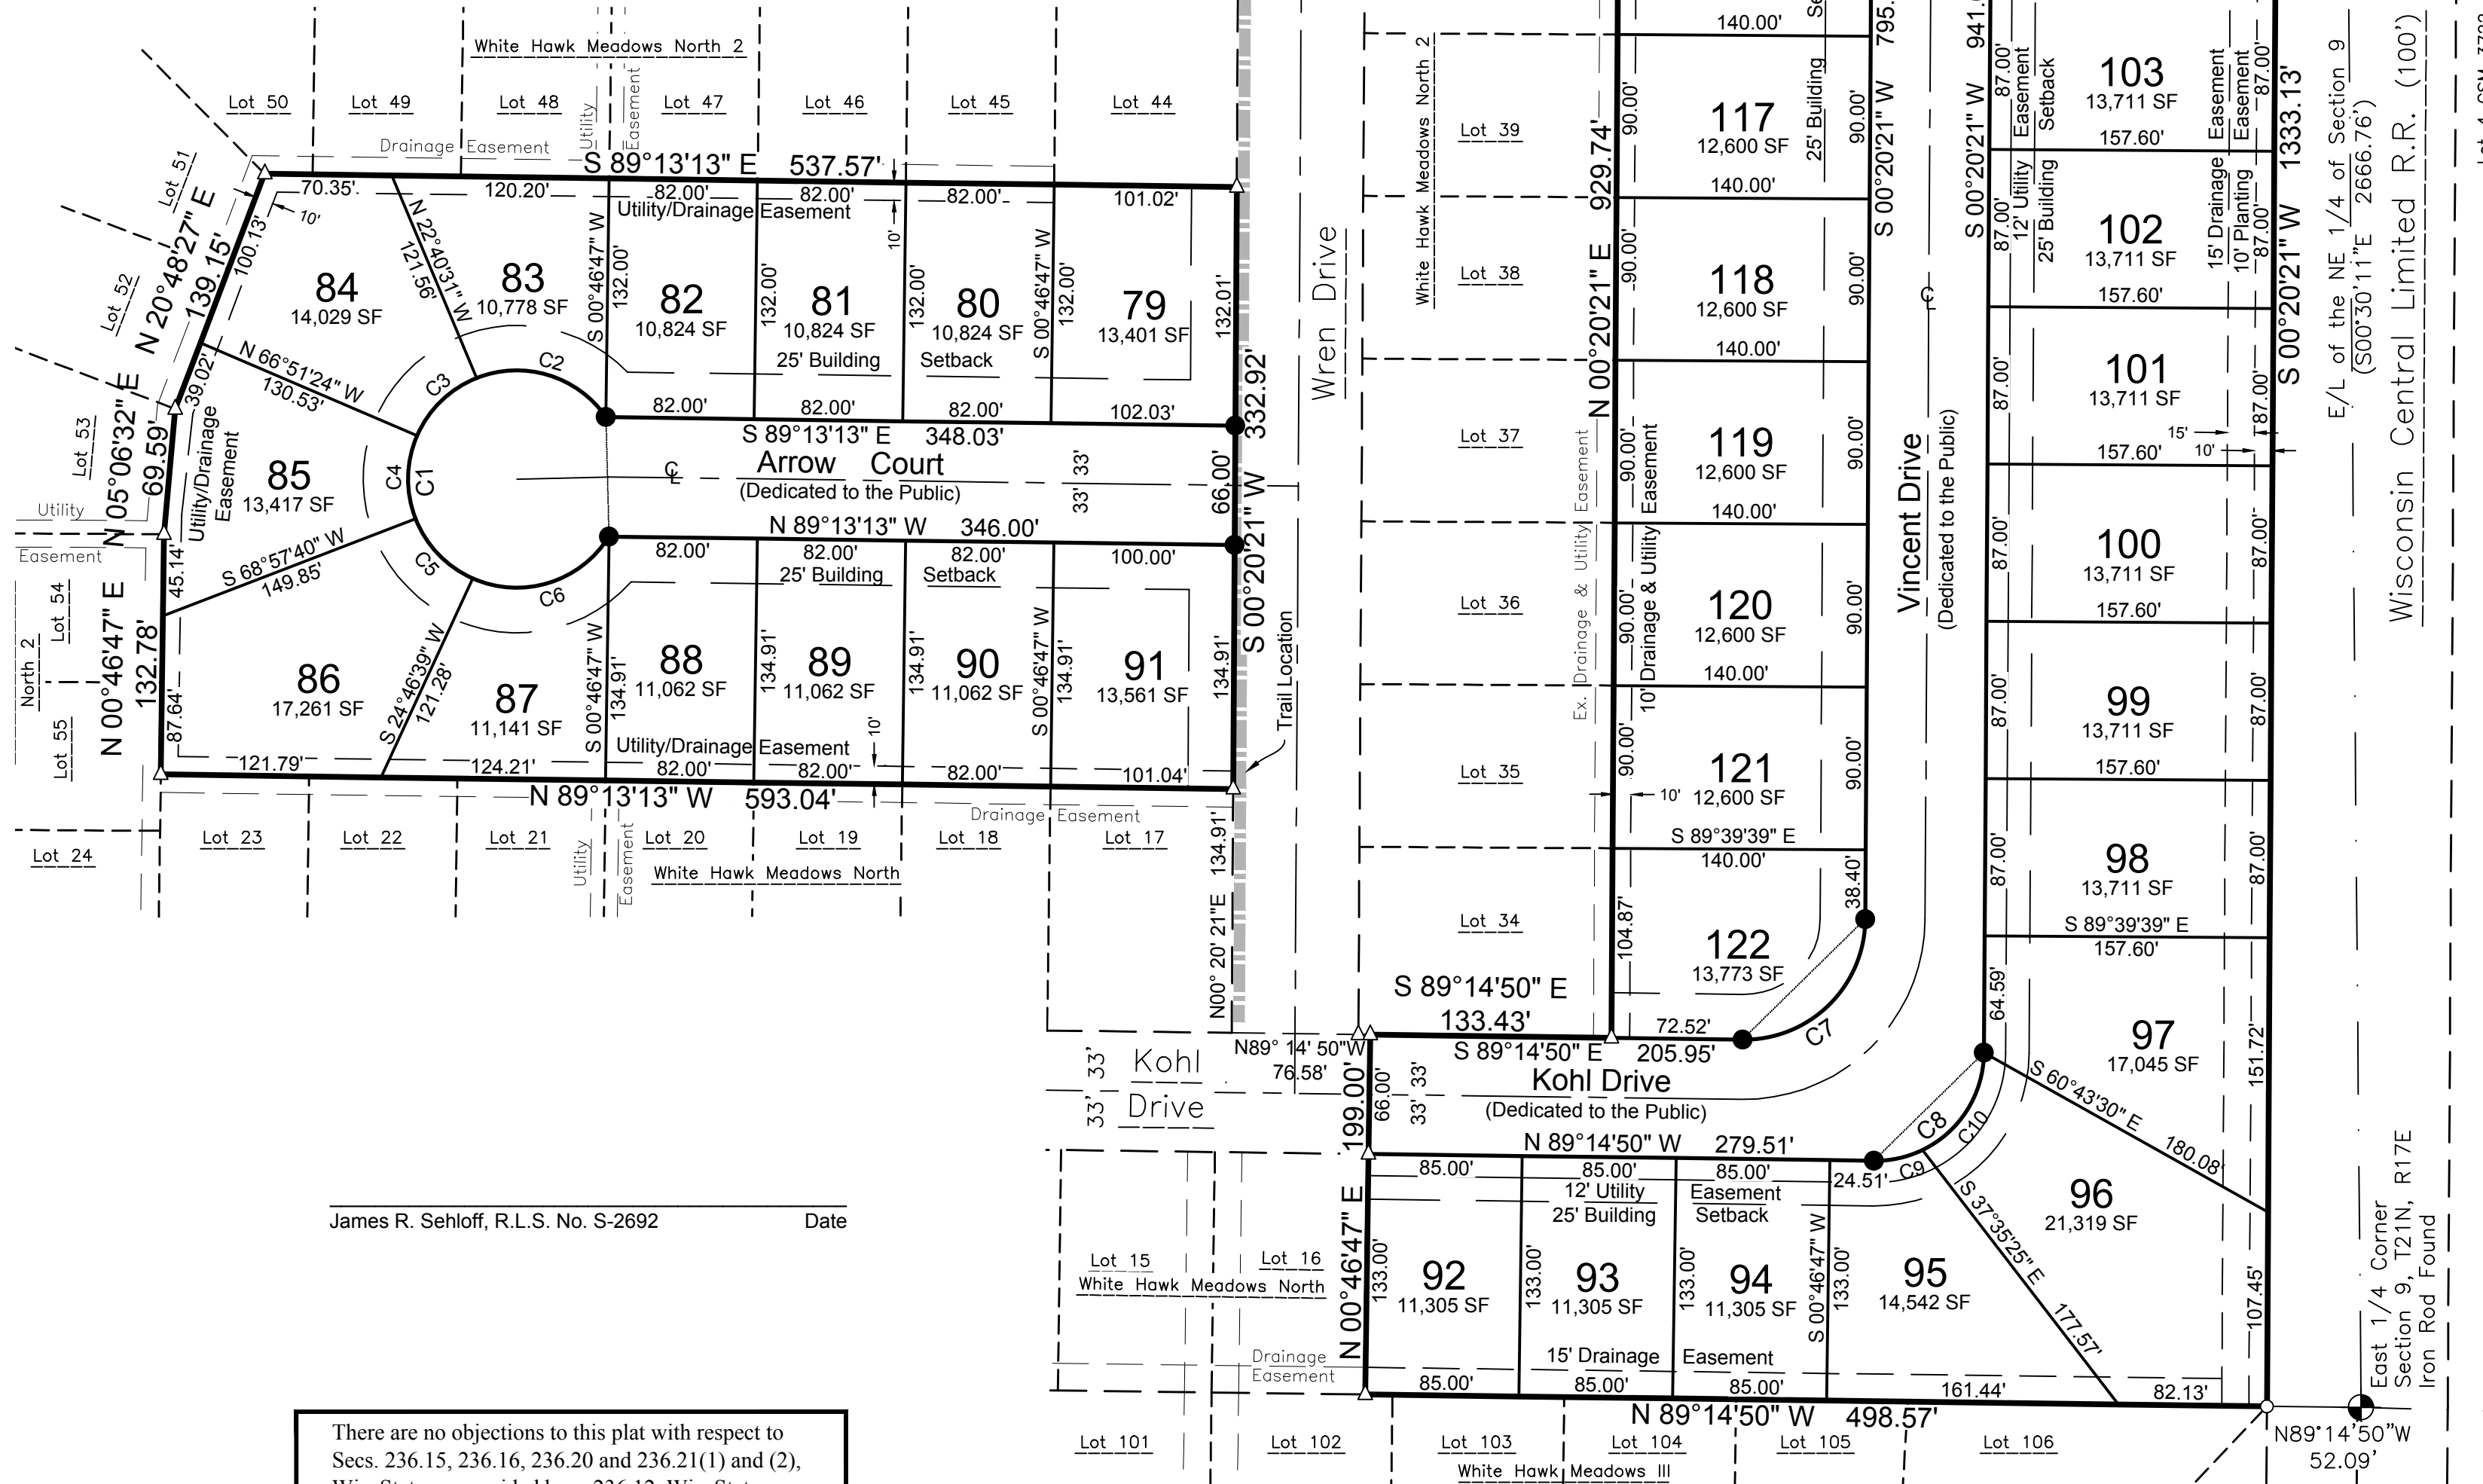 White Hawk Meadows North 2
Lot 50
Lot 49
Lot 48
Utility
Easement
Lot 47
Lot 46
Lot 45
Lot 44
Drainage Easement
S 89°13'13" E 537.57'
70.35'
120.20'
82.00'
82.00'
82.00'
101.02'
Utility/Drainage Easement
10'
10'
Lot 51
Lot 52
Lot 53
N 20°48'27" E
139.15'
100.13'
39.02'
N 05°06'32" E
69.59'
Utility/Drainage
Easement
Utility
Easement
45.14'
N 00°46'47" E
132.78'
87.64'
Lot 54
North 2
Lot 55
84
14,029 SF
N 22°40'31" W
121.56'
83
10,778 SF
S 00°46'47" W
132.00'
82
10,824 SF
132.00'
81
10,824 SF
132.00'
80
10,824 SF
S 00°46'47" W
132.00'
79
13,401 SF
132.01'
25' Building Setback
N 66°51'24" W
130.53'
C2
C3
C4
C1
C5
C6
82.00'
82.00'
82.00'
102.03'
S 89°13'13" E 348.03'
Arrow Court
(Dedicated to the Public)
CL
33' 33'
66.00'
332.92'
S 00°20'21" W
N 89°13'13" W 346.00'
82.00'
82.00'
82.00'
100.00'
25' Building Setback
85
13,417 SF
S 68°57'40" W
149.85'
86
17,261 SF
S 24°46'39" W
121.28'
87
11,141 SF
S 00°46'47" W
134.91'
88
11,062 SF
134.91'
89
11,062 SF
134.91'
90
11,062 SF
S 00°46'47" W
134.91'
91
13,561 SF
134.91'
Utility/Drainage Easement
10'
121.79'
124.21'
82.00'
82.00'
82.00'
101.04'
N 89°13'13" W 593.04'
Drainage Easement
Trail Location
Lot 24
Lot 23
Lot 22
Lot 21
Utility
Easement
Lot 20
Lot 19
Lot 18
Lot 17
White Hawk Meadows North
134.91'
N00° 20' 21"E
Wren Drive
White Hawk Meadows North 2
Lot 39
Lot 38
Lot 37
Lot 36
Lot 35
Lot 34
Ex. Drainage & Utility Easement
10' Drainage & Utility Easement
N 00°20'21" E 929.74'
140.00'
90.00'
117
12,600 SF
25' Building
90.00'
140.00'
90.00'
118
12,600 SF
90.00'
140.00'
90.00'
119
12,600 SF
90.00'
140.00'
90.00'
120
12,600 SF
90.00'
140.00'
90.00'
121
12,600 SF
90.00'
10'
S 89°39'39" E
140.00'
38.40'
104.87'
122
13,773 SF
72.52'
C7
795.
S 00°20'21" W
CL
Vincent Drive
(Dedicated to the Public)
941.
S 00°20'21" W
87.00'
12' Utility Easement
25' Building Setback
103
13,711 SF
157.60'
15' Drainage Easement
10' Planting Easement
87.00'
87.00'
102
13,711 SF
157.60'
87.00'
87.00'
101
13,711 SF
157.60'
87.00'
15'
10'
87.00'
100
13,711 SF
157.60'
87.00'
87.00'
99
13,711 SF
157.60'
87.00'
87.00'
98
13,711 SF
87.00'
S 89°39'39" E
157.60'
64.59'
97
17,045 SF
151.72'
S 60°43'30" E
180.08'
96
21,319 SF
107.45'
S 00°20'21" W 1333.13'
E/L of the NE 1/4 of Section 9
(S00°30'11"E 2666.76')
Wisconsin Central Limited R.R. (100')
S 89°14'50" E
133.43'
S 89°14'50" E 205.95'
N89° 14' 50"W
76.58'
Kohl
Drive
33' 33'
199.00'
66.00'
33' 33'
Kohl Drive
(Dedicated to the Public)
N 89°14'50" W 279.51'
85.00'
85.00'
85.00'
24.51'
C9
C8
C10
12' Utility Easement
25' Building Setback
N 00°46'47" E
133.00'
92
11,305 SF
133.00'
93
11,305 SF
133.00'
94
11,305 SF
S 00°46'47" W
133.00'
95
14,542 SF
S 37°35'25" E
177.57'
15' Drainage Easement
85.00'
85.00'
85.00'
161.44'
82.13'
N 89°14'50" W 498.57'
Lot 15
Lot 16
White Hawk Meadows North
Drainage
Easement
Lot 101
Lot 102
Lot 103
Lot 104
Lot 105
Lot 106
White Hawk Meadows III
East 1/4 Corner
Section 9, T21N, R17E
Iron Rod Found
N89°14'50"W
52.09'
James R. Sehloff, R.L.S. No. S-2692 Date
There are no objections to this plat with respect to
Secs. 236.15, 236.16, 236.20 and 236.21(1) and (2),